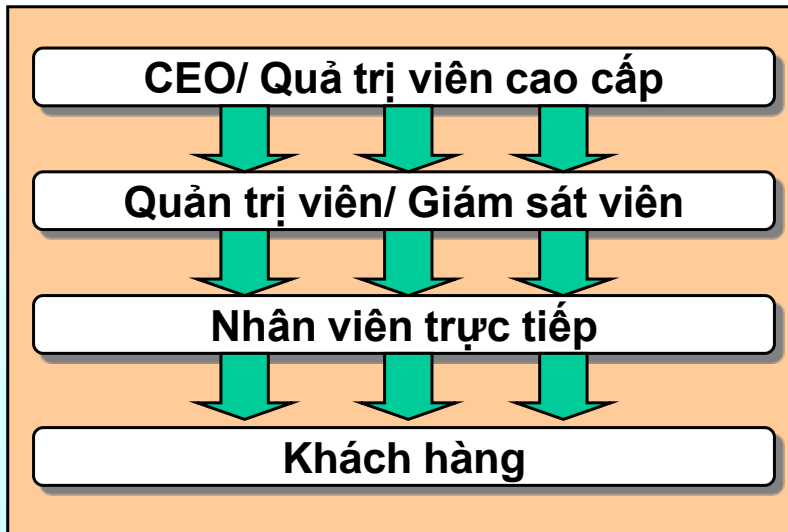 CEO/ Quả trị viên cao cấp
Quản trị viên/ Giám sát viên
Nhân viên trực tiếp
Khách hàng